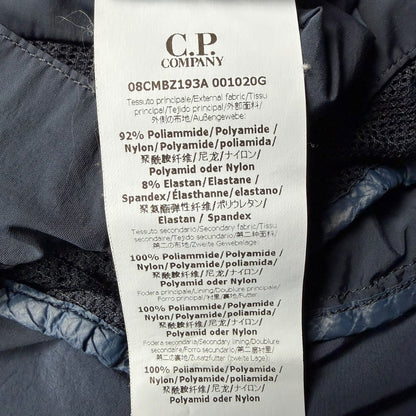 C.P.
COMPANY
08CMBZ193A 001020G
Tessuto principale/External fabric/Tissu
principal/Tejido principal/外部面料/
外側の布地/Außengewebe:
92% Poliammide/Polyamide/
Nylon/Polyamide/poliamida/
聚酰胺纤维/尼龙/ナイロン/
Polyamid oder Nylon
8% Elastan/Elastane/
Spandex/Élasthanne/elastano/
聚氨酯弹性纤维/ポリウレタン/
Elastan / Spandex
Tessuto secondario/Secondary fabric/Tissu
secondaire/Tejido secundario/第二种面料/
第二の布地/Zweite Gewebelage:
100% Poliammide/Polyamide/
Nylon/Polyamide/poliamida/
聚酰胺纤维/尼龙/ナイロン/
Polyamid oder Nylon
Fodera principale/Lining/Doublure principale/
Forro principal/衬里/裏地/Futter:
100% Poliammide/Polyamide/
Nylon/Polyamide/poliamida/
聚酰胺纤维/尼龙/ナイロン/
Polyamid oder Nylon
Fodera secondaria/Secondary lining/Doublure
secondaire/Forro secundario/第二层衬里/
第二の裏地/Zusatzfutter (zweite Lage):
100% Poliammide/Polyamide/
Nylon/Polyamide/poliamida/
聚酰胺纤维/尼龙/ナイロン/
Polyamid oder Nylon